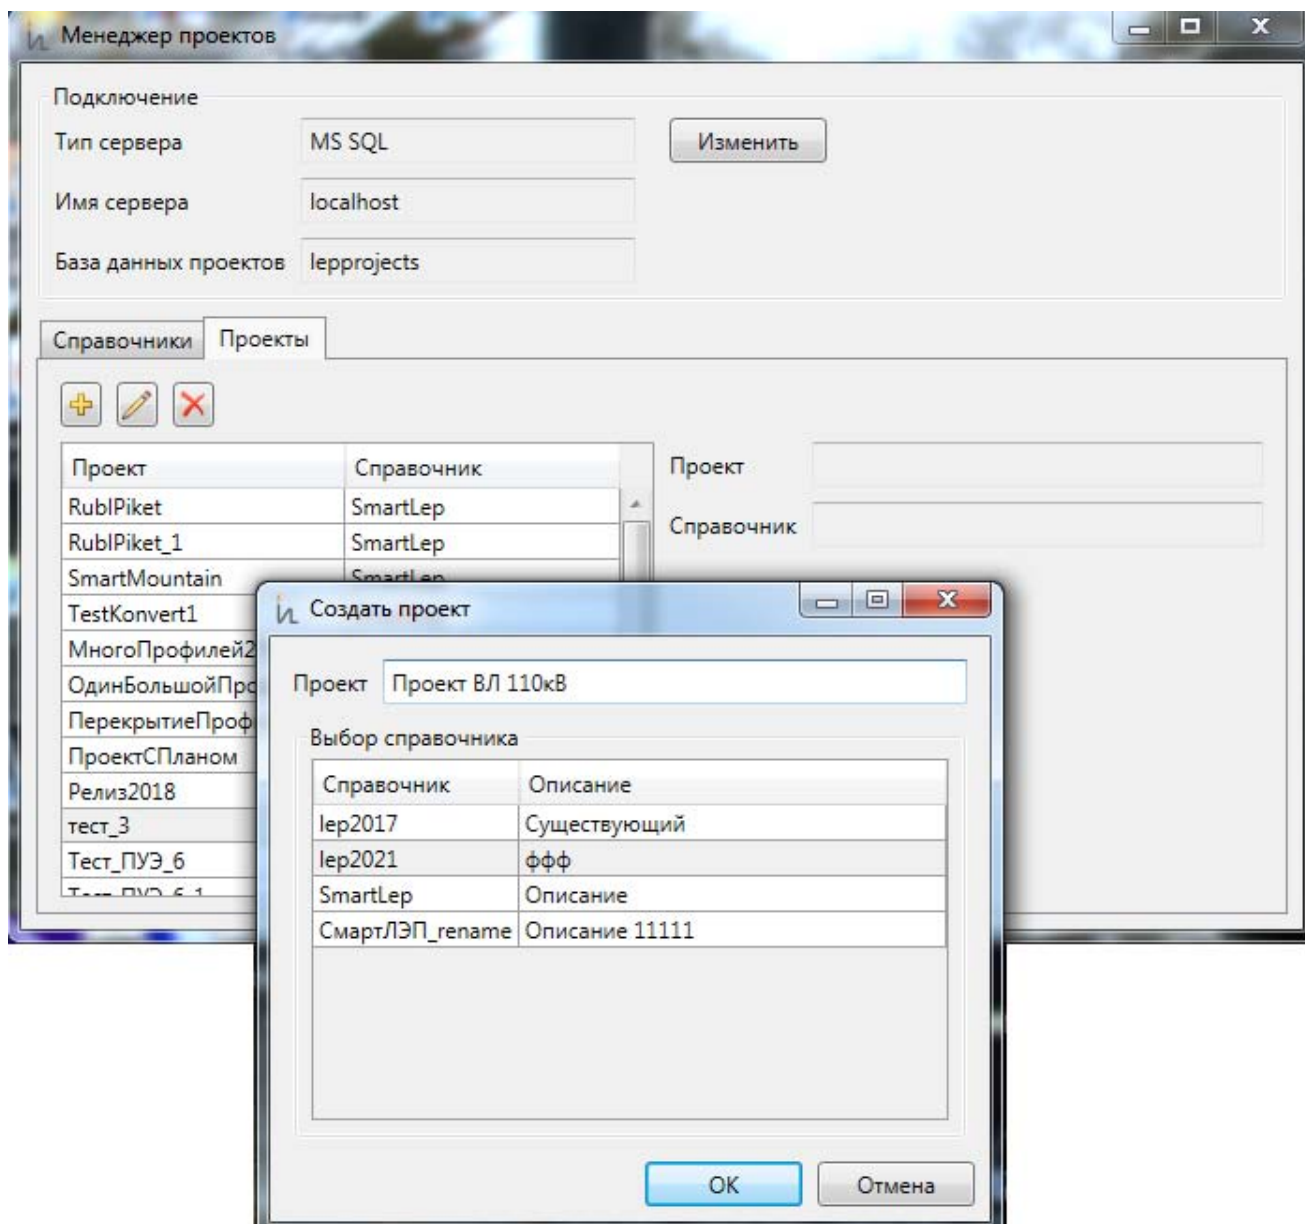 Менеджер проектов
Подключение
Тип сервера MS SQL Изменить
Имя сервера localhost
База данных проектов lepprojects
Справочники Проекты
Проект Справочник
Проект
Справочник
RublPiket SmartLep
RublPiket_1 SmartLep
SmartMountain SmartLep
TestKonvert1
МногоПрофилей2
ОдинБольшойПро
ПерекрытиеПроф
ПроектСПланом
Релиз2018
тест_3
Тест_ПУЭ_6
Тест_ПУЭ_6_1
Создать проект
Проект Проект ВЛ 110кВ
Выбор справочника
Справочник Описание
lep2017 Существующий
lep2021 ффф
SmartLep Описание
СмартЛЭП_rename Описание 11111
OK Отмена